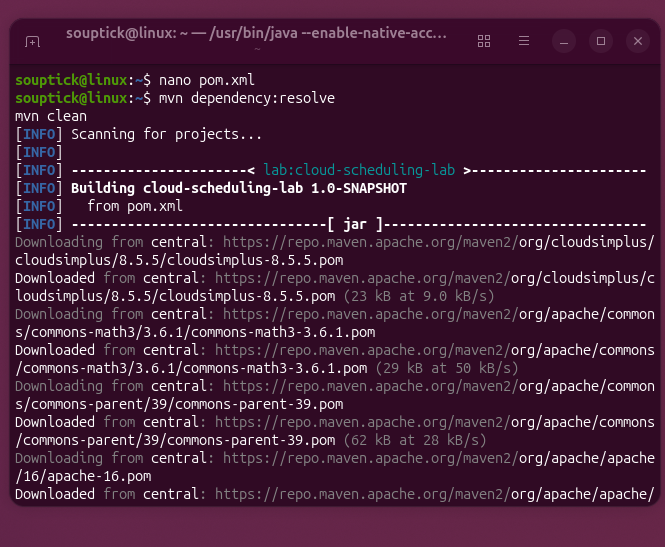 souptick@linux: ~ — /usr/bin/java --enable-native-acc…
~
souptick@linux:~$ nano pom.xml
souptick@linux:~$ mvn dependency:resolve
mvn clean
[INFO] Scanning for projects...
[INFO]
[INFO] ----------------------< lab:cloud-scheduling-lab >----------------------
[INFO] Building cloud-scheduling-lab 1.0-SNAPSHOT
[INFO]   from pom.xml
[INFO] --------------------------------[ jar ]---------------------------------
Downloading from central: https://repo.maven.apache.org/maven2/org/cloudsimplus/
cloudsimplus/8.5.5/cloudsimplus-8.5.5.pom
Downloaded from central: https://repo.maven.apache.org/maven2/org/cloudsimplus/c
loudsimplus/8.5.5/cloudsimplus-8.5.5.pom (23 kB at 9.0 kB/s)
Downloading from central: https://repo.maven.apache.org/maven2/org/apache/common
s/commons-math3/3.6.1/commons-math3-3.6.1.pom
Downloaded from central: https://repo.maven.apache.org/maven2/org/apache/commons
/commons-math3/3.6.1/commons-math3-3.6.1.pom (29 kB at 50 kB/s)
Downloading from central: https://repo.maven.apache.org/maven2/org/apache/common
s/commons-parent/39/commons-parent-39.pom
Downloaded from central: https://repo.maven.apache.org/maven2/org/apache/commons
/commons-parent/39/commons-parent-39.pom (62 kB at 28 kB/s)
Downloading from central: https://repo.maven.apache.org/maven2/org/apache/apache
/16/apache-16.pom
Downloaded from central: https://repo.maven.apache.org/maven2/org/apache/apache/